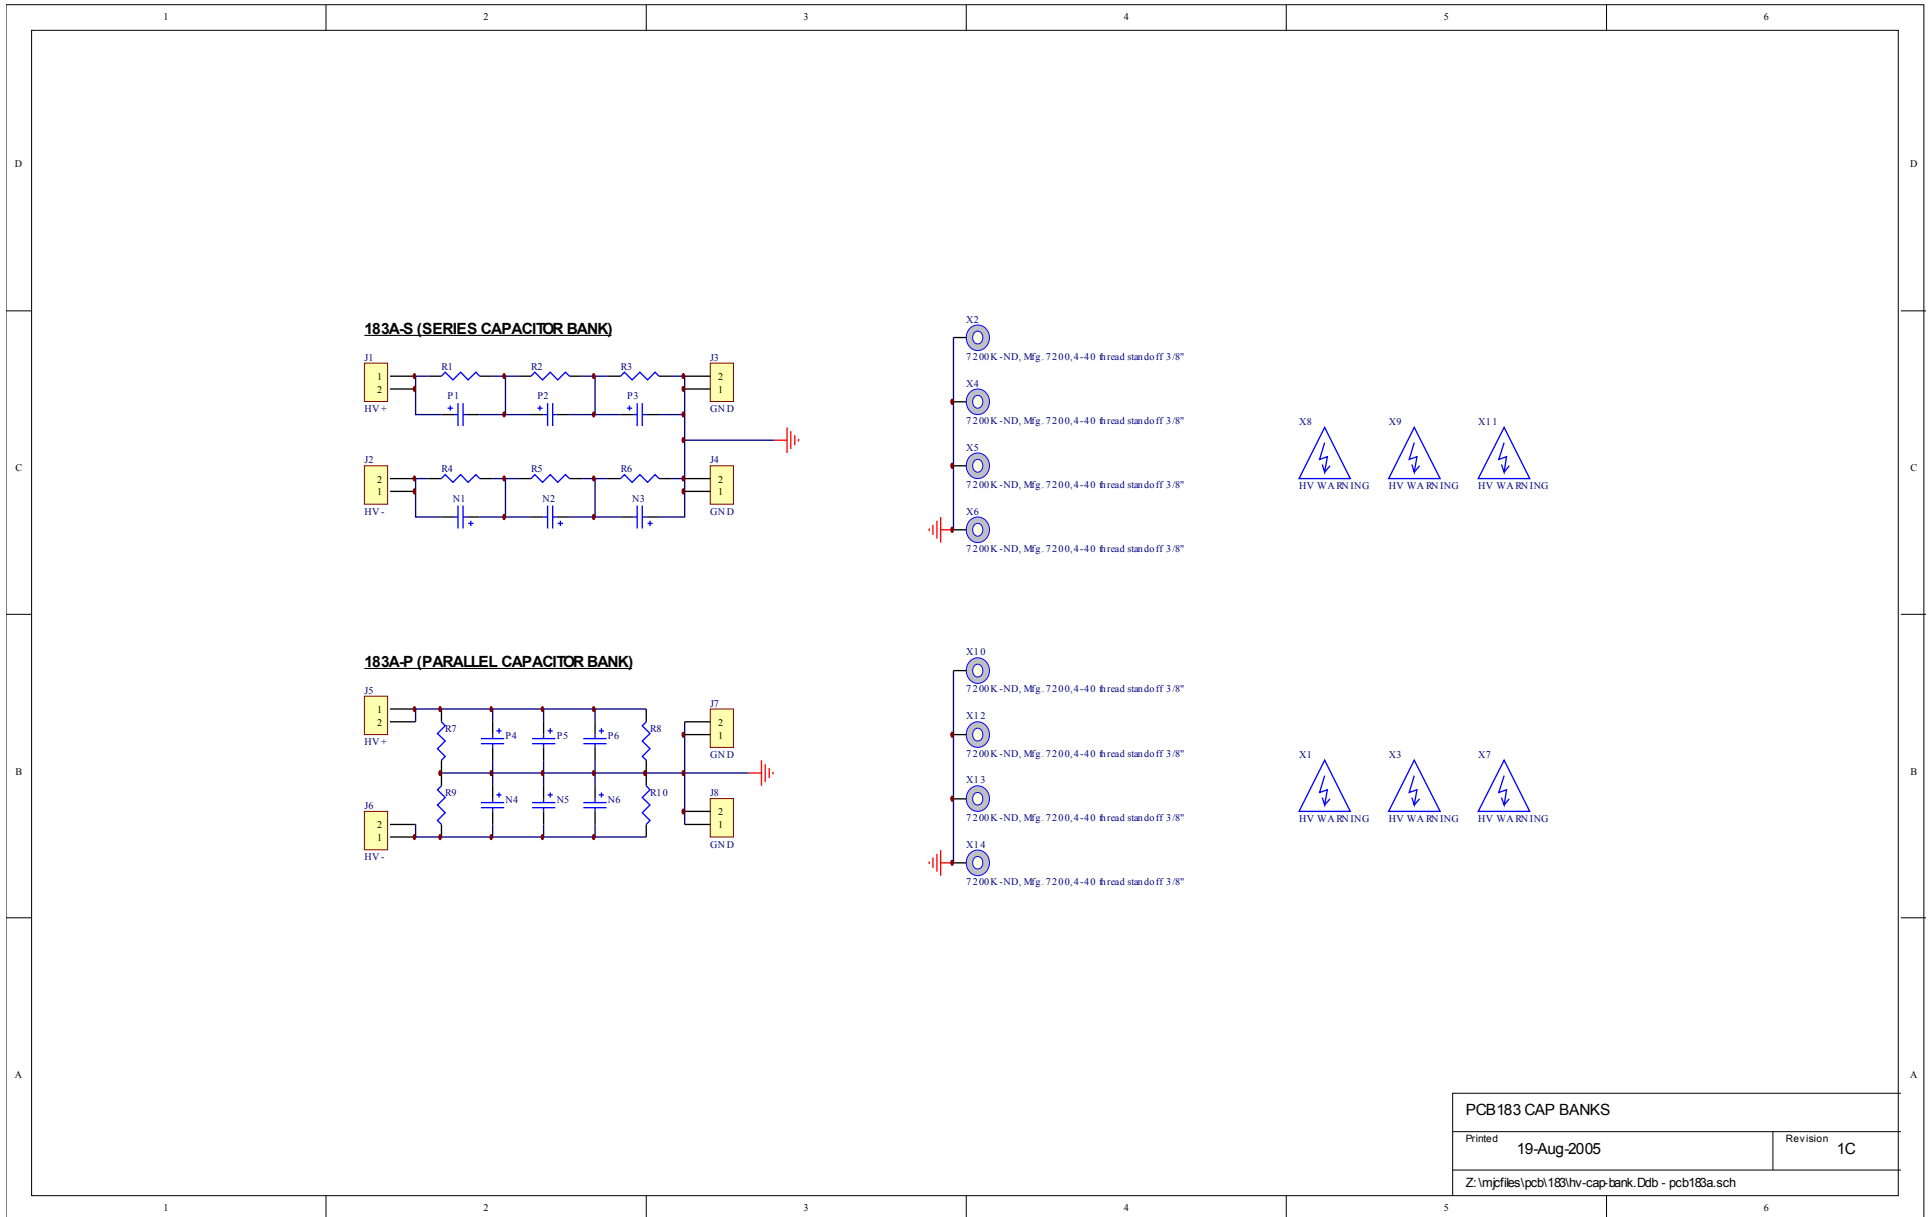 1 2 3 4 5 6
D D
183A-S (SERIES CAPACITOR BANK)
J1 1 2 HV+
R1 R2 R3
P1 + P2 + P3 +
J3 2 1 GND
J2 2 1 HV-
R4 R5 R6
N1 + N2 + N3 +
J4 2 1 GND
X2
7200K-ND, Mfg. 7200, 4-40 thread standoff 3/8"
X4
7200K-ND, Mfg. 7200, 4-40 thread standoff 3/8"
X5
7200K-ND, Mfg. 7200, 4-40 thread standoff 3/8"
X6
7200K-ND, Mfg. 7200, 4-40 thread standoff 3/8"
X8 X9 X11
HV WARNING HV WARNING HV WARNING
C C
183A-P (PARALLEL CAPACITOR BANK)
J5 1 2 HV+
R7 + P4 + P5 + P6 R8
J7 2 1 GND
R9 + N4 + N5 + N6 R10
J6 2 1 HV-
J8 2 1 GND
X10
7200K-ND, Mfg. 7200, 4-40 thread standoff 3/8"
X12
7200K-ND, Mfg. 7200, 4-40 thread standoff 3/8"
X13
7200K-ND, Mfg. 7200, 4-40 thread standoff 3/8"
X14
7200K-ND, Mfg. 7200, 4-40 thread standoff 3/8"
X1 X3 X7
HV WARNING HV WARNING HV WARNING
B B
A A
PCB183 CAP BANKS
Printed 19-Aug-2005 Revision 1C
Z:\mjcfiles\pcb\183\hv-cap-bank.Ddb - pcb183a.sch
1 2 3 4 5 6